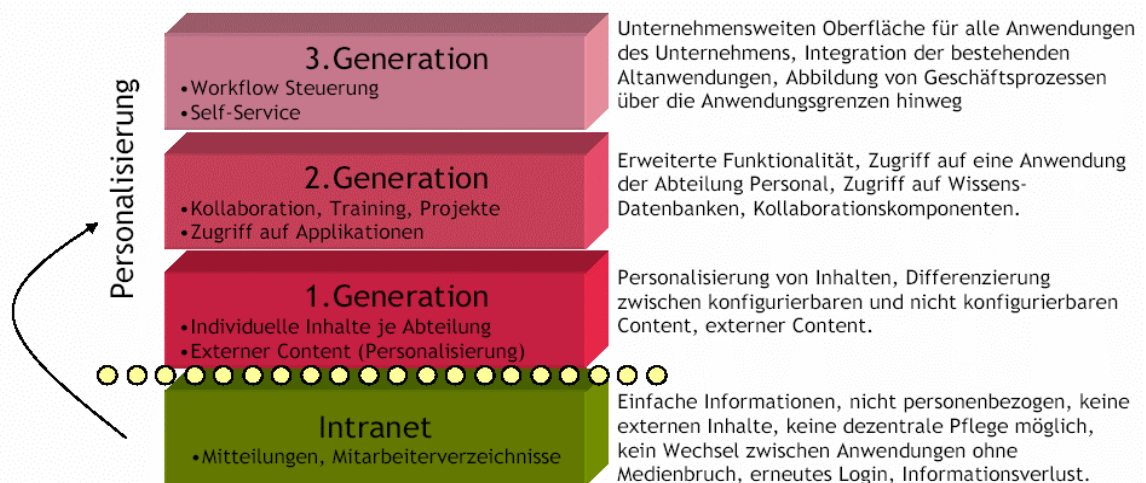 Personalisierung
3.Generation
•Workflow Steuerung
•Self-Service
Unternehmensweiten Oberfläche für alle Anwendungen
des Unternehmens, Integration der bestehenden
Altanwendungen, Abbildung von Geschäftsprozessen
über die Anwendungsgrenzen hinweg
2.Generation
•Kollaboration, Training, Projekte
•Zugriff auf Applikationen
Erweiterte Funktionalität, Zugriff auf eine Anwendung
der Abteilung Personal, Zugriff auf Wissens-
Datenbanken, Kollaborationskomponenten.
1.Generation
•Individuelle Inhalte je Abteilung
•Externer Content (Personalisierung)
Personalisierung von Inhalten, Differenzierung
zwischen konfigurierbaren und nicht konfigurierbaren
Content, externer Content.
Intranet
•Mitteilungen, Mitarbeiterverzeichnisse
Einfache Informationen, nicht personenbezogen, keine
externen Inhalte, keine dezentrale Pflege möglich,
kein Wechsel zwischen Anwendungen ohne
Medienbruch, erneutes Login, Informationsverlust.